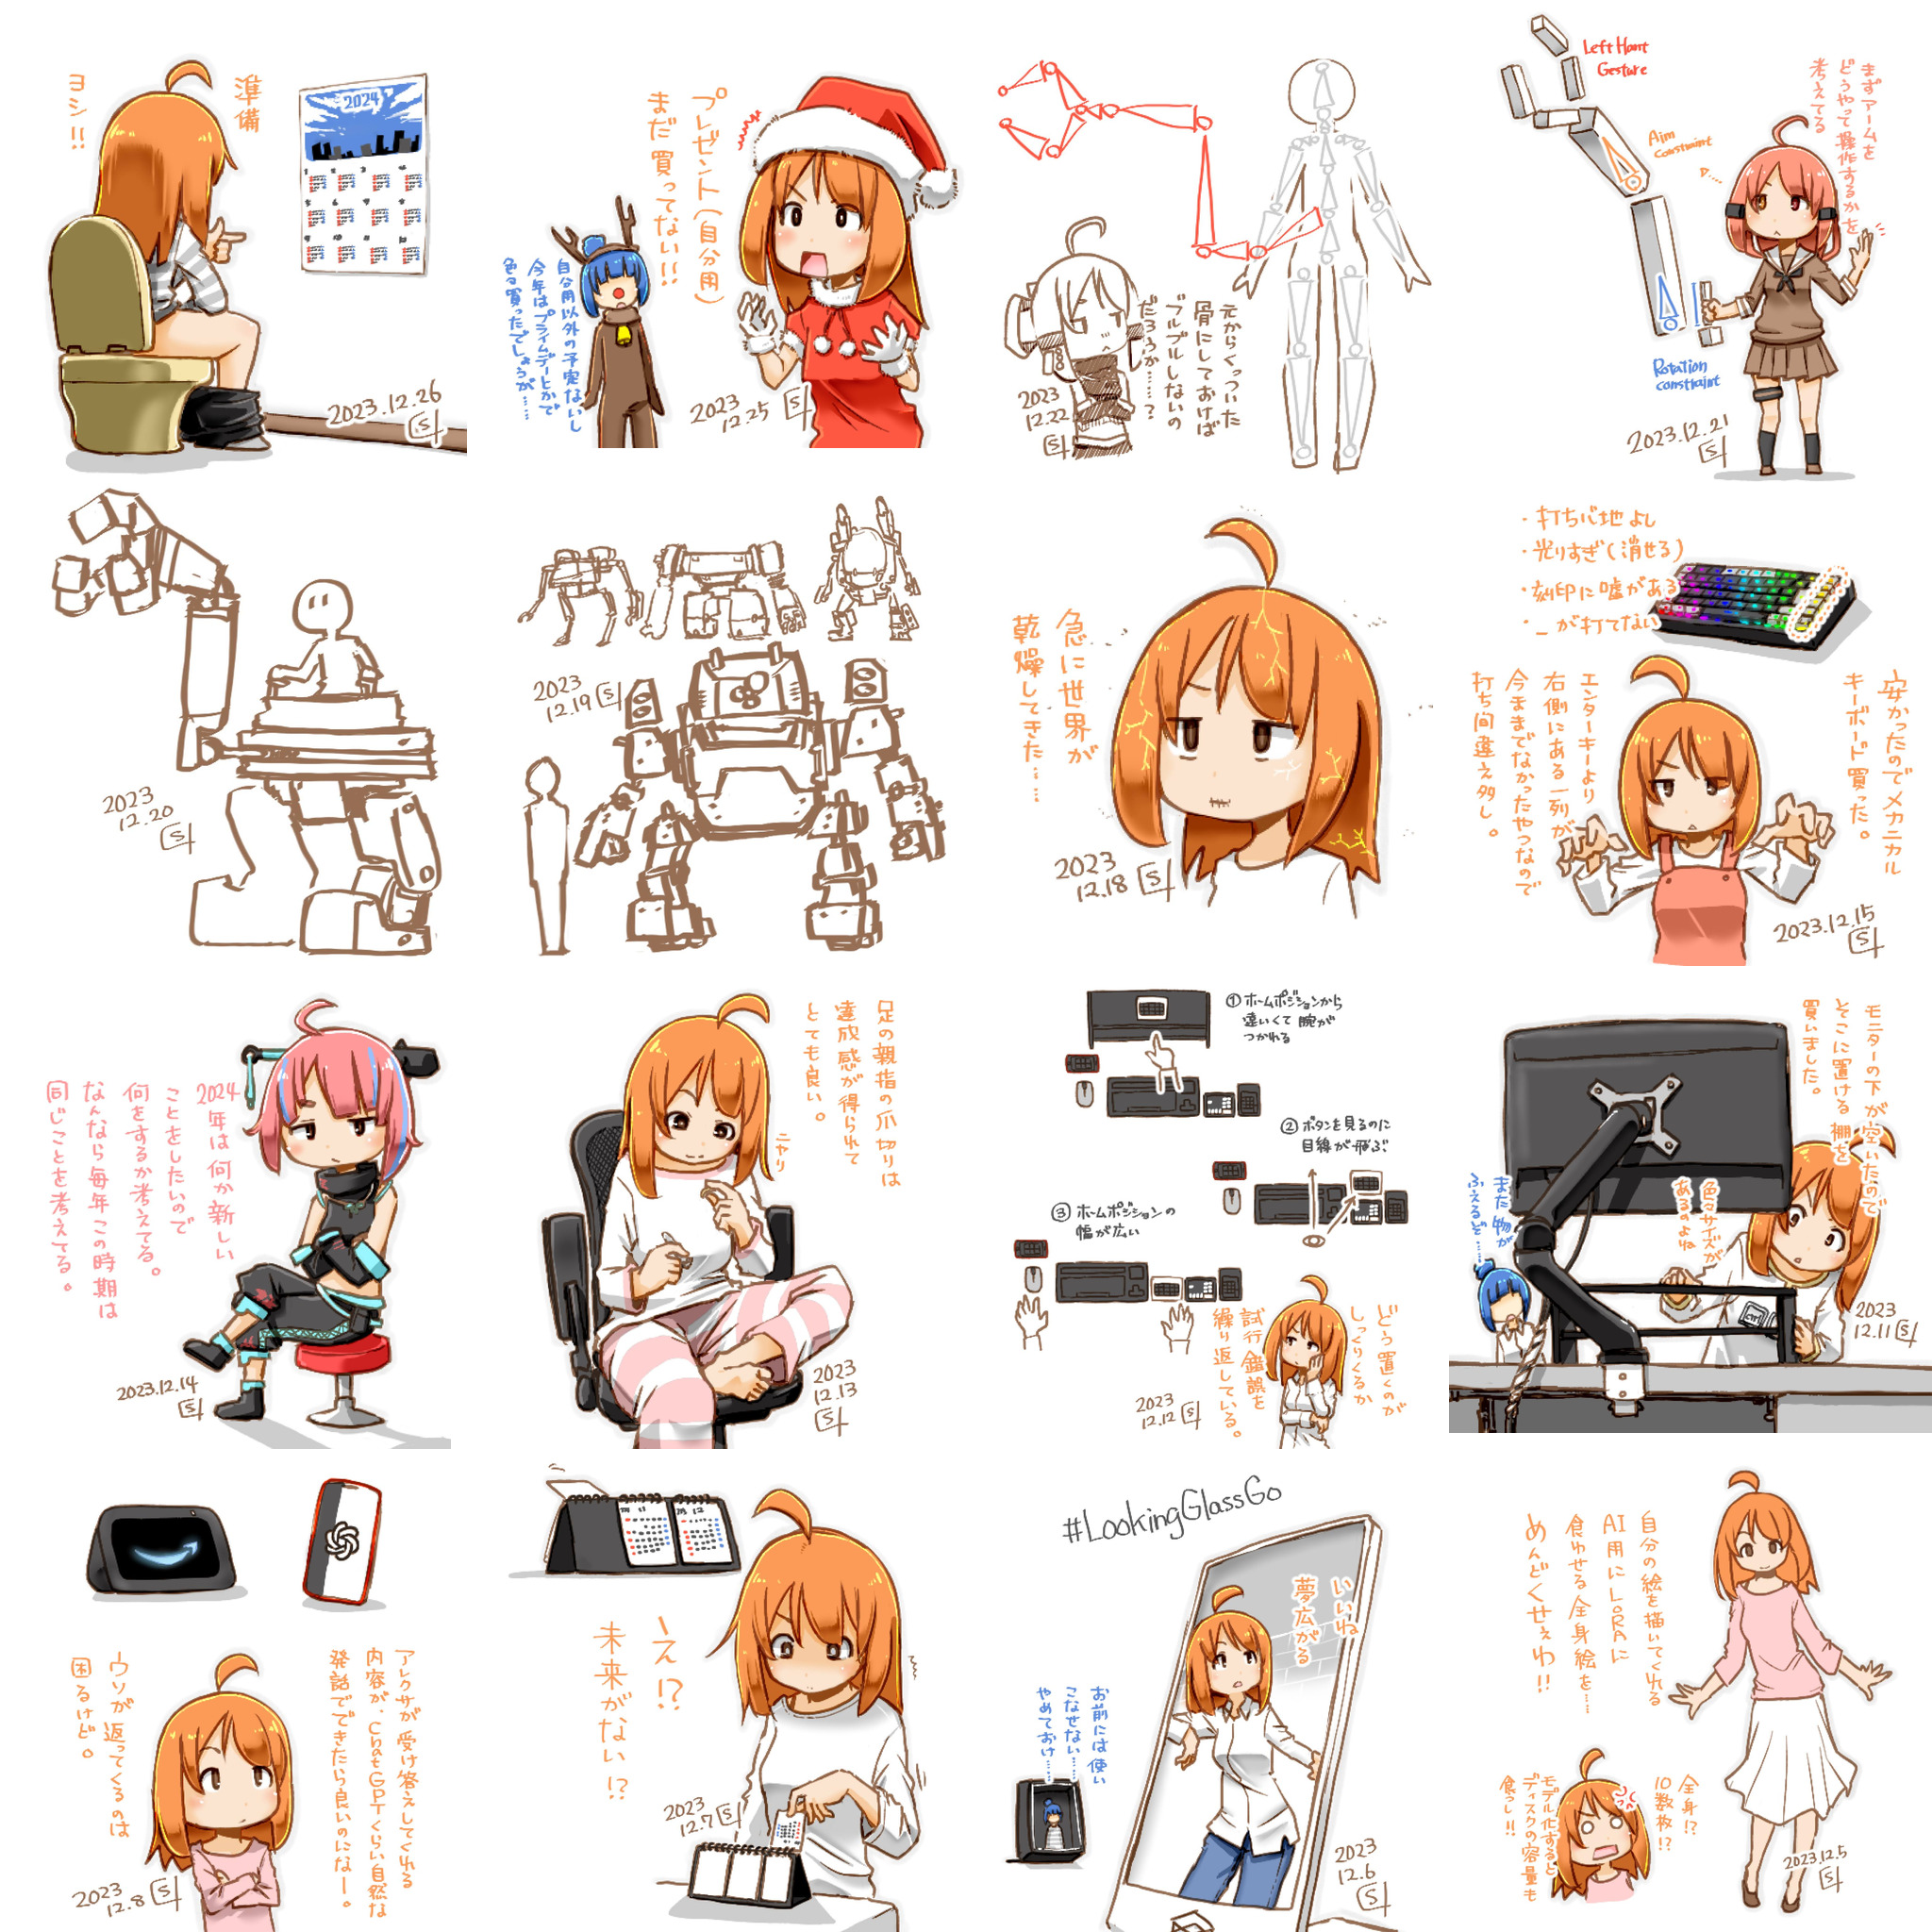 準備
ヨシ!!
2024
2023.12.26
プレゼント(自分用)
まだ買ってない!!
自分用以外の予定ないし
今年はプライムデーとかで
色々買ったでしょうが……
2023
12.25
元からくっついた
骨にしておけば
プルプルしないの
だろうか……?
2023
12.22
Left Hant
Gesture
まずアームを
どうやって操作するかを
考えてる
Aim
constraint
Rotation
constraint
2023.12.21
2023
12.20
2023
12.19
急に世界が
乾燥してきた……
2023
12.18
・打ち心地よし
・光りすぎ(消せる)
・刻印に嘘がある
・_が打てない
安かったのでメカニカル
キーボード買った。
エンターキーより
右側にある一列が
今までなかったやつなので
打ち間違え多し。
2023.12.15
2024年は何か新しい
ことをしたいので
何をするか考えてる。
なんなら毎年この時期は
同じことを考えてる。
2023.12.14
足の親指の爪切りは
達成感が得られて
とても良い。
ニヤリ
2023
12.13
①ホームポジションから
遠いくて腕が
つかれる
②ボタンを見るのに
目線が飛ぶ
③ホームポジションの
幅が広い
どう置くのが
しっくりくるか
試行錯誤を
繰り返している。
2023
12.12
モニターの下が空いたので
そこに置ける棚を
買いました。
色々サイズが
あるのよね
また物が
ふえるぞ……
Ctrl
2023
12.11
アレクサが受け答えしてくれる
内容が、ChatGPTくらい自然な
発話でできたら良いのになー。
ウソが返ってくるのは
困るけど。
2023
12.8
11
12
え!?
未来がない!?
2023
12.7
#LookingGlassGo
いいね
夢広がる
お前には使い
こなせない……
やめておけ……
2023
12.6
自分の絵を描いてくれる
AI用にLoRAに
食わせる全身絵を……
めんどくせぇわ!!
全身!?
10数枚!?
モデル化すると
ディスクの容量も
食うし!!
2023.12.5